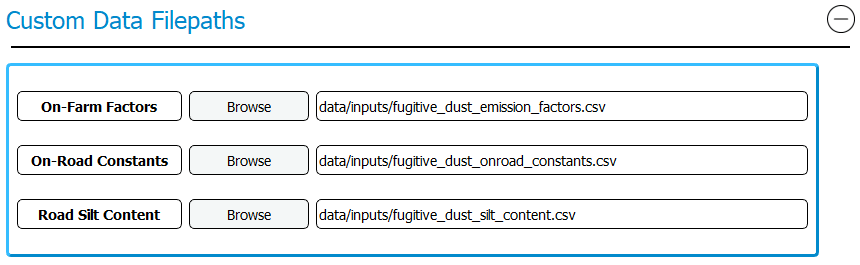 Custom Data Filepaths
On-Farm Factors Browse data/inputs/fugitive_dust_emission_factors.csv
On-Road Constants Browse data/inputs/fugitive_dust_onroad_constants.csv
Road Silt Content Browse data/inputs/fugitive_dust_silt_content.csv